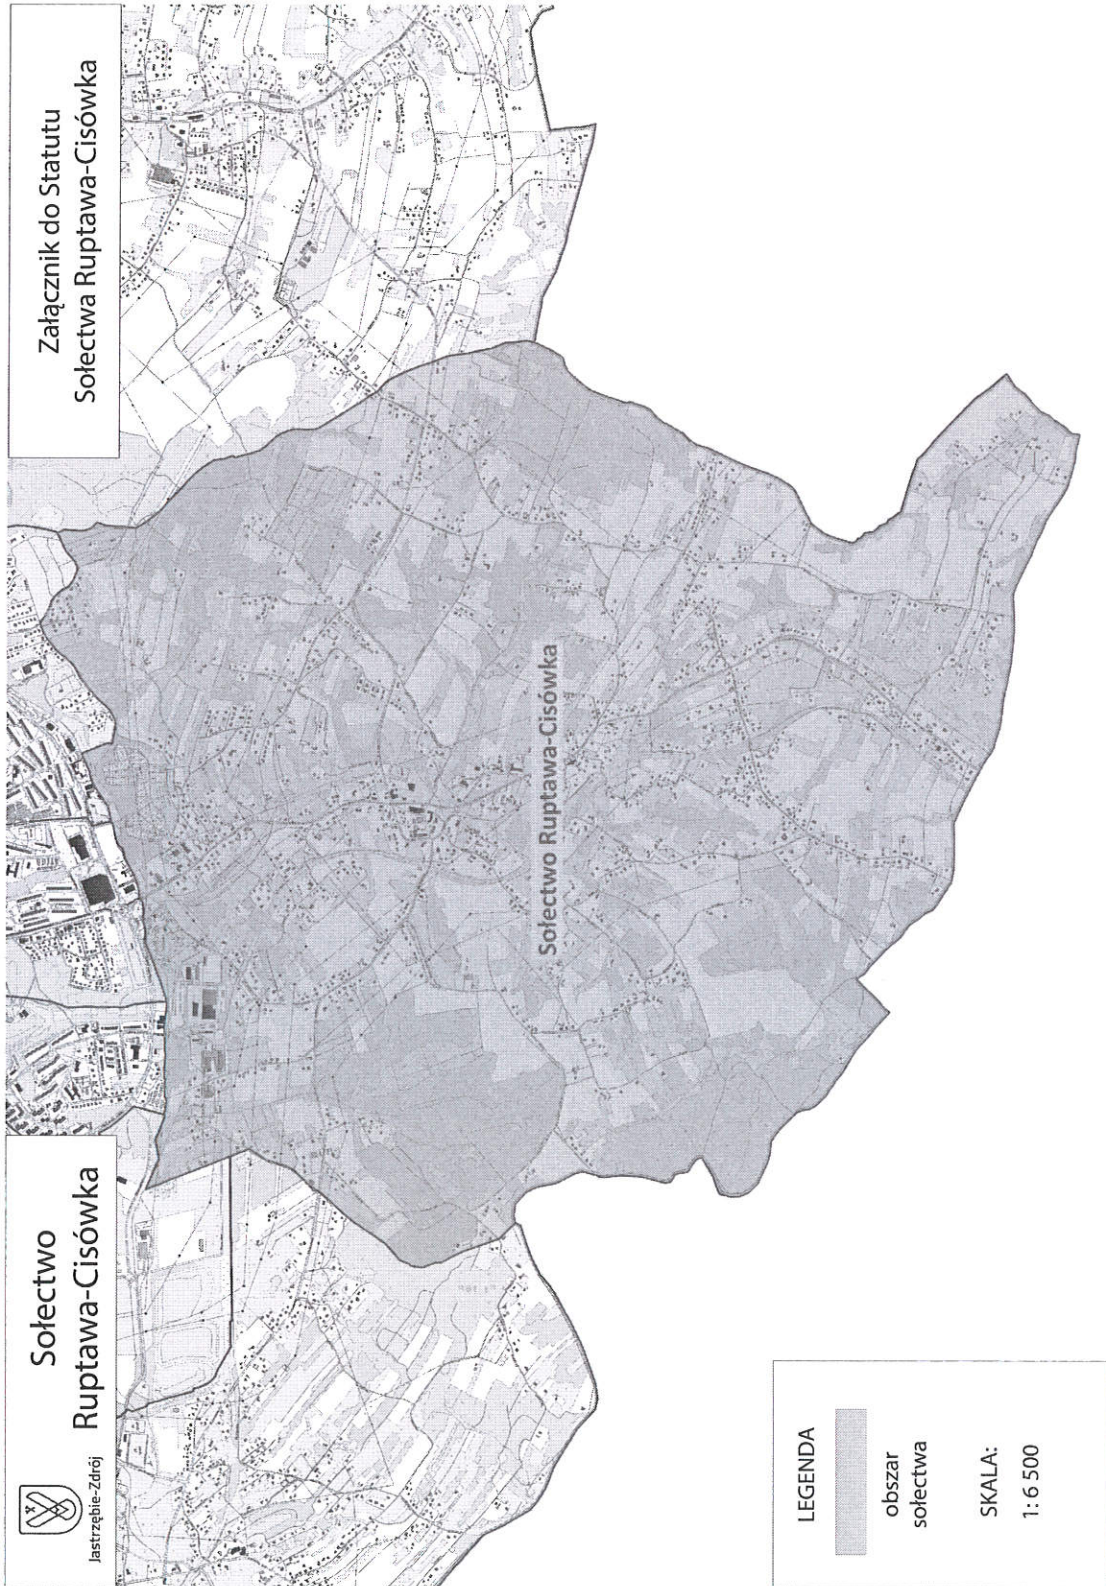 Jastrzębie-Zdrój
Sołectwo
Ruptawa-Cisówka
Załącznik do Statutu
Sołectwa Ruptawa-Cisówka
Sołectwo Ruptawa-Cisówka
LEGENDA
obszar
sołectwa
SKALA:
1: 6 500